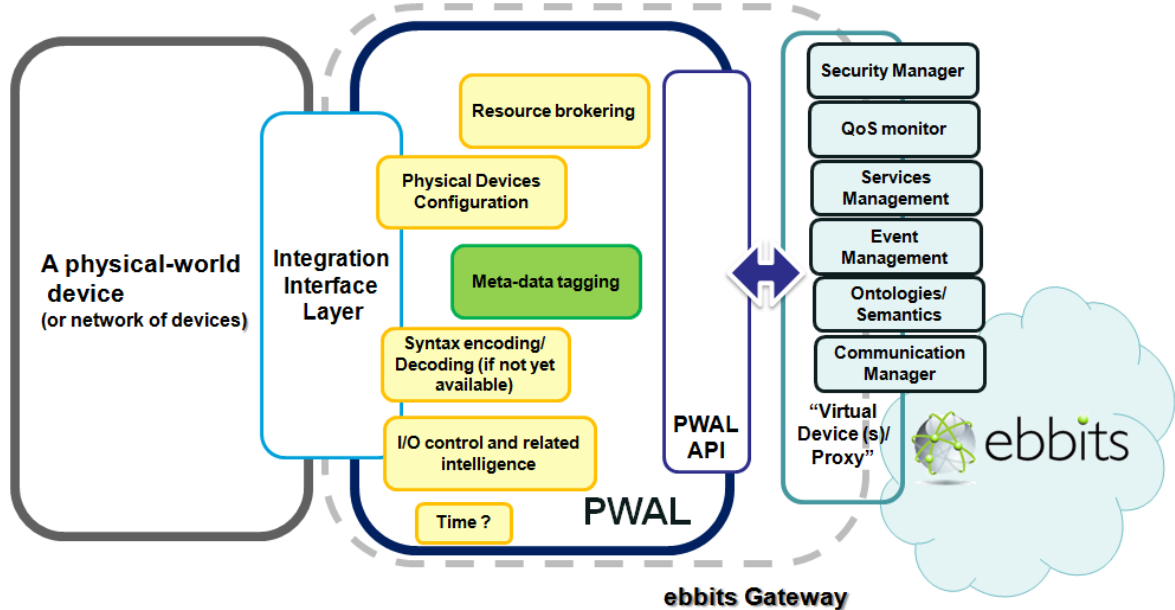 A physical-world
device
(or network of devices)
Integration
Interface
Layer
Resource brokering
Physical Devices
Configuration
Meta-data tagging
Syntax encoding/
Decoding (if not yet
available)
I/O control and related
intelligence
Time ?
PWAL
PWAL
API
Security Manager
QoS monitor
Services
Management
Event
Management
Ontologies/
Semantics
Communication
Manager
“Virtual
Device (s)/
Proxy”
ebbits
ebbits Gateway